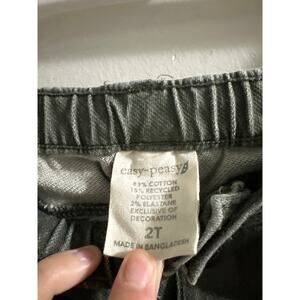 easy-peasy
83% COTTON
15% RECYCLED
POLYESTER
2% ELASTANE
EXCLUSIVE OF
DECORATION
2T
MADE IN BANGLADESH